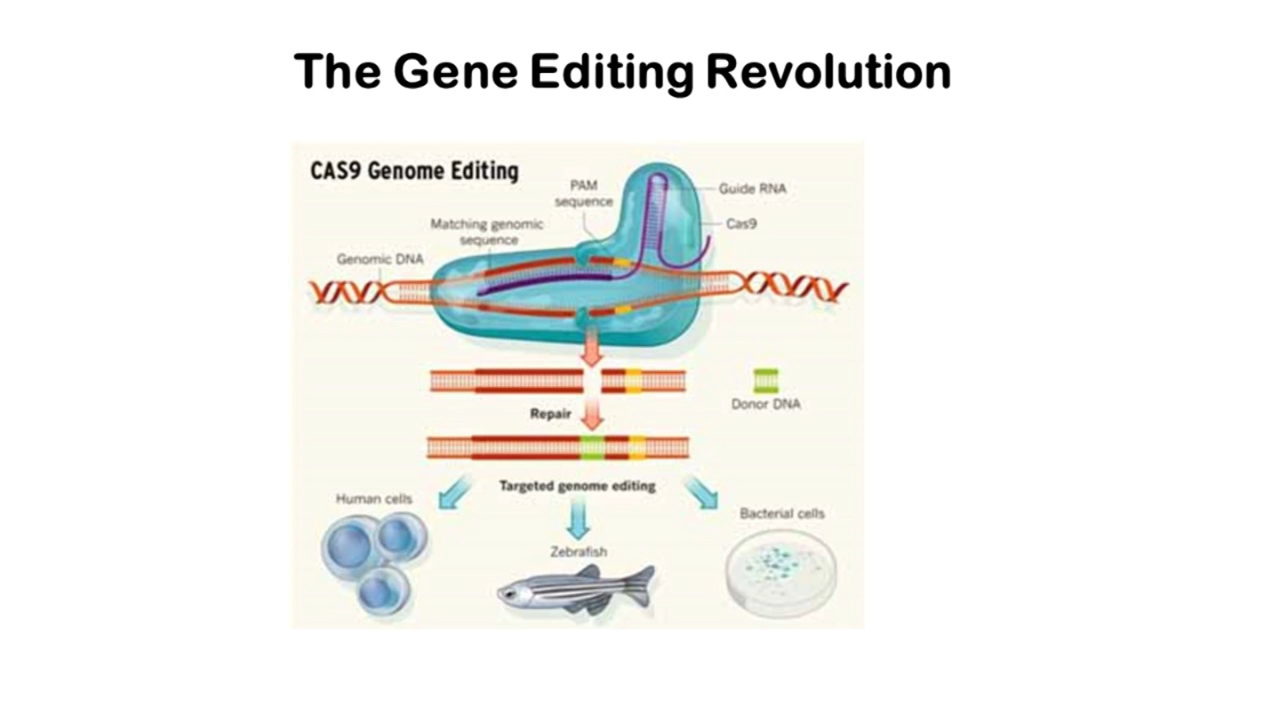 The Gene Editing Revolution
CAS9 Genome Editing
PAM
sequence
Guide RNA
Matching genomic
sequence
Cas9
Genomic DNA
Donor DNA
Repair
Targeted genome editing
Human cells
Bacterial cells
Zebrafish